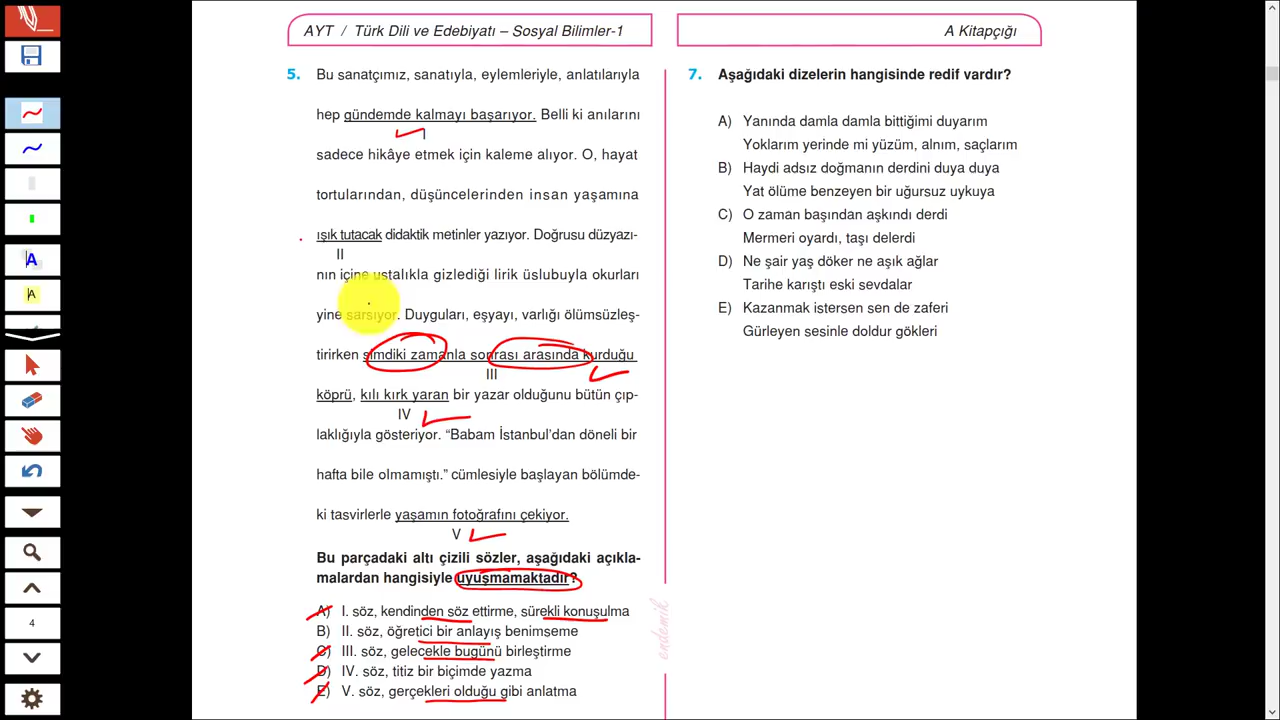 AYT / Türk Dili ve Edebiyatı – Sosyal Bilimler-1
A Kitapçığı
5. Bu sanatçımız, sanatıyla, eylemleriyle, anlatılarıyla
hep gündemde kalmayı başarıyor. Belli ki anılarını
I
sadece hikâye etmek için kaleme alıyor. O, hayat
tortularından, düşüncelerinden insan yaşamına
ışık tutacak didaktik metinler yazıyor. Doğrusu düzyazı-
II
nın içine ustalıkla gizlediği lirik üslubuyla okurları
yine sarsıyor. Duyguları, eşyayı, varlığı ölümsüzleş-
tirirken şimdiki zamanla sonrası arasında kurduğu
III
köprü, kılı kırk yaran bir yazar olduğunu bütün çıp-
IV
laklığıyla gösteriyor. “Babam İstanbul’dan döneli bir
hafta bile olmamıştı.” cümlesiyle başlayan bölümde-
ki tasvirlerle yaşamın fotoğrafını çekiyor.
V
Bu parçadaki altı çizili sözler, aşağıdaki açıkla-
malardan hangisiyle uyuşmamaktadır?
A) I. söz, kendinden söz ettirme, sürekli konuşulma
B) II. söz, öğretici bir anlayış benimseme
C) III. söz, gelecekle bugünü birleştirme
D) IV. söz, titiz bir biçimde yazma
E) V. söz, gerçekleri olduğu gibi anlatma
7. Aşağıdaki dizelerin hangisinde redif vardır?
A) Yanında damla damla bittiğimi duyarım
Yoklarım yerinde mi yüzüm, alnım, saçlarım
B) Haydi adsız doğmanın derdini duya duya
Yat ölüme benzeyen bir uğursuz uykuya
C) O zaman başından aşkındı derdi
Mermeri oyardı, taşı delerdi
D) Ne şair yaş döker ne aşık ağlar
Tarihe karıştı eski sevdalar
E) Kazanmak istersen sen de zaferi
Gürleyen sesinle doldur gökleri
endemik
A
A
4